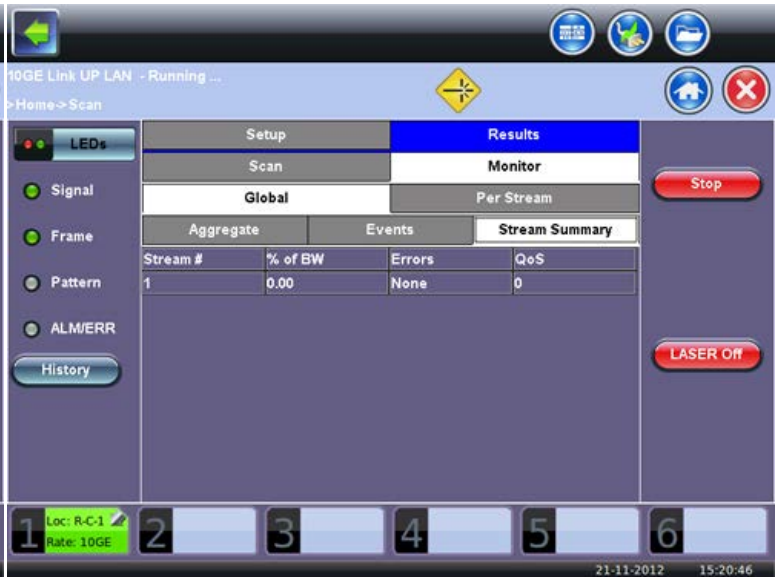 10GE Link UP LAN - Running ...
>Home->Scan
LEDs
Signal
Frame
Pattern
ALM/ERR
History
Setup Results
Scan Monitor
Global Per Stream
Aggregate Events Stream Summary
Stream # % of BW Errors QoS
1 0.00 None 0
Stop
LASER Off
1 Loc: R-C-1
Rate: 10GE
2 3 4 5 6
21-11-2012 15:20:46